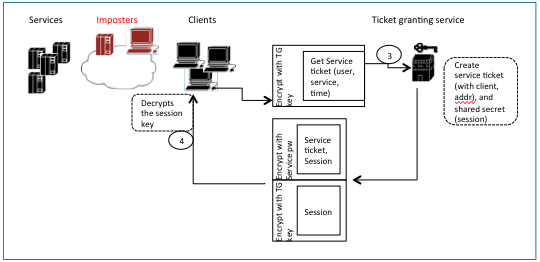 Services
Imposters
Clients
Ticket granting service
Encrypt with TG
key
Get Service
ticket (user,
service,
time)
3
Create
service ticket
(with client,
addr), and
shared secret
(session)
Decrypts
the session
key
4
Encrypt with
Service pw
Service
ticket,
Session
Encrypt with TG
key
Session